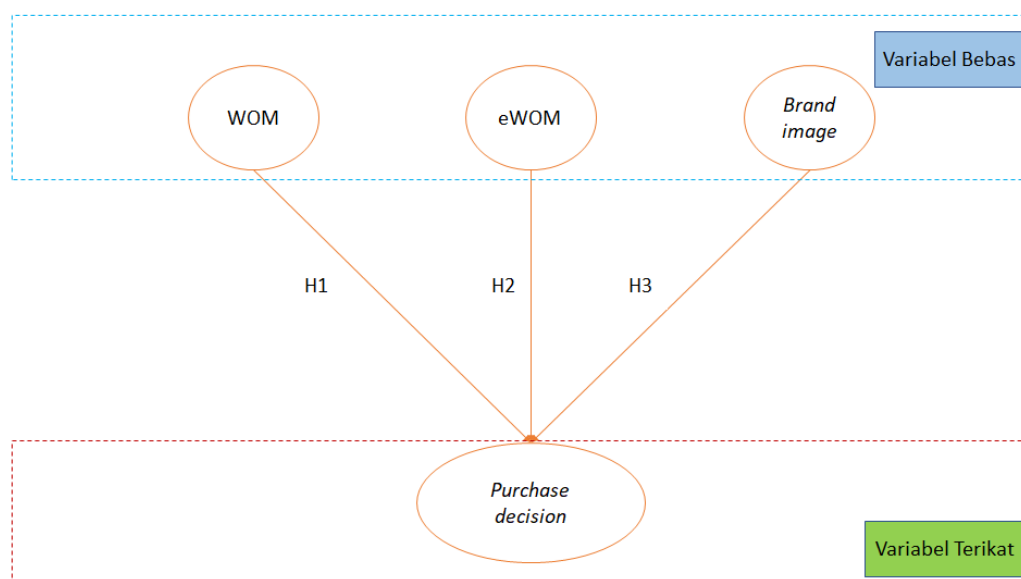 Variabel Bebas
WOM
eWOM
Brand
image
H1
H2
H3
Purchase
decision
Variabel Terikat